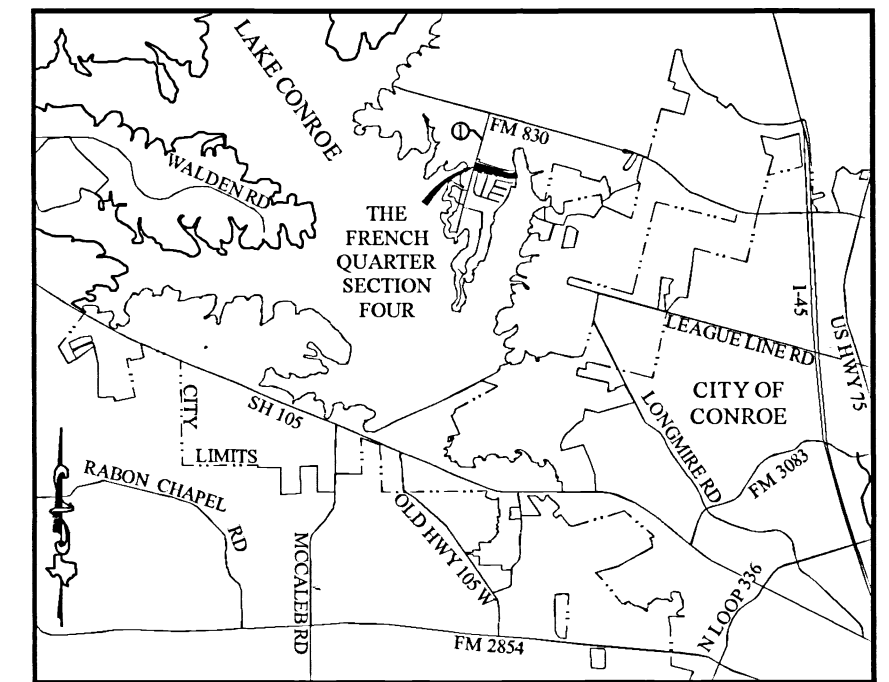 LAKE CONROE
①
FM 830
WALDEN RD
THE
FRENCH
QUARTER
SECTION
FOUR
I-45
US HWY 75
LEAGUE LINE RD
CITY OF
CONROE
CITY
LIMITS
SH 105
LONGMIRE RD
FM 3083
RABON CHAPEL
RD
MCCALEB RD
OLD HWY 105 W
N LOOP 336
FM 2854